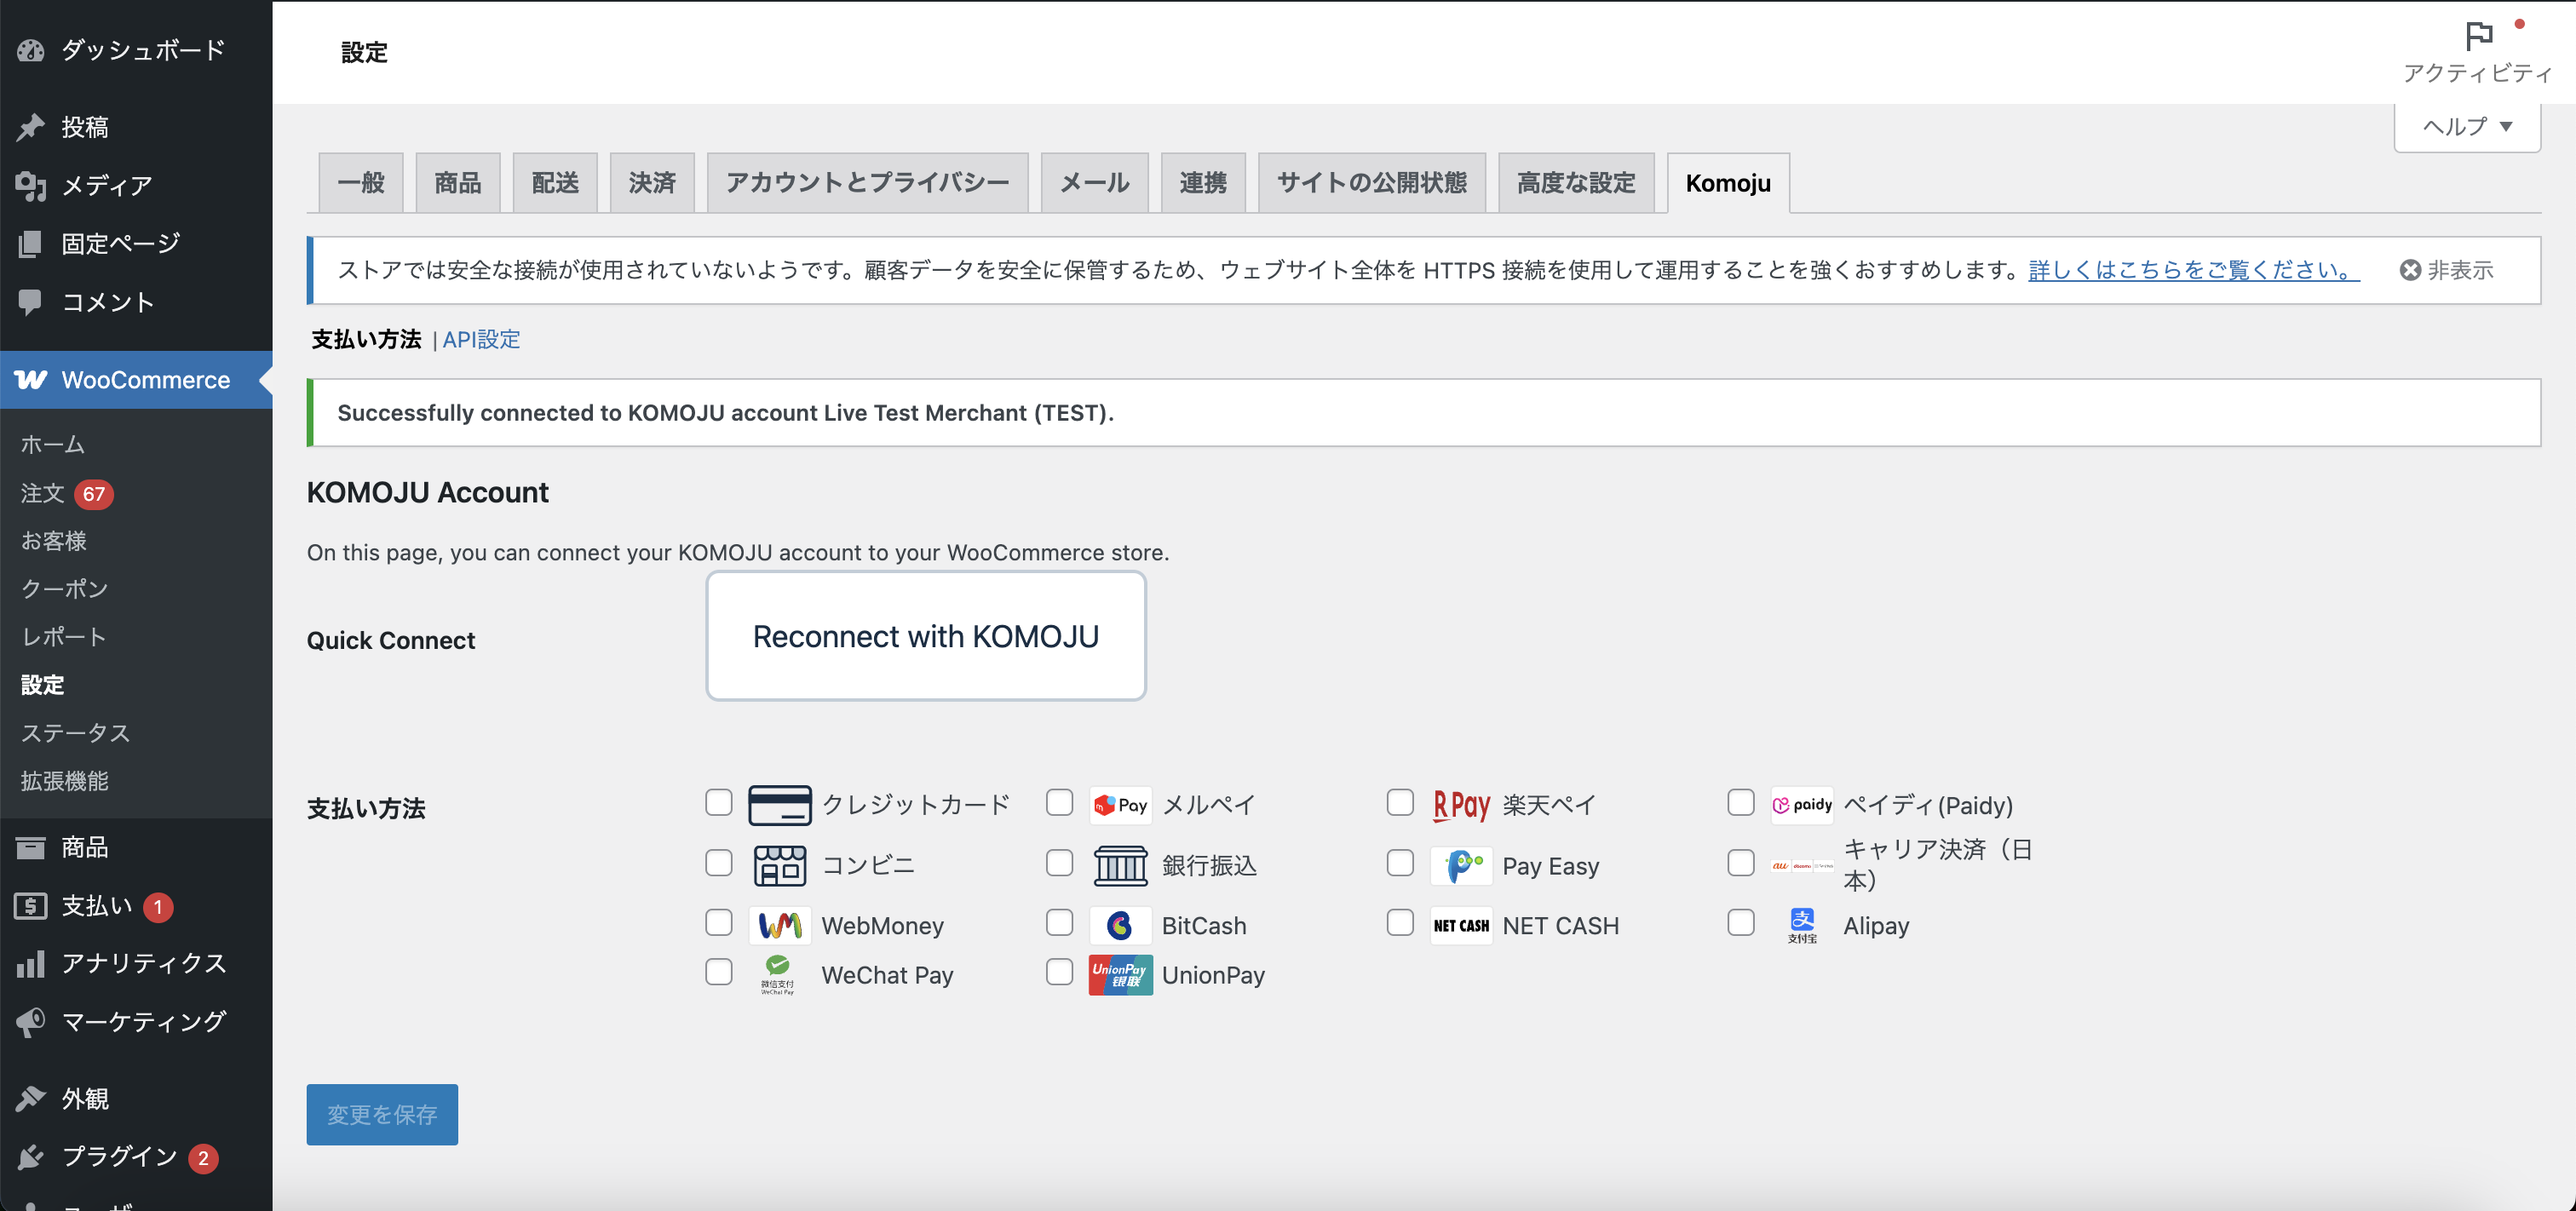 ダッシュボード
投稿
メディア
固定ページ
コメント
WooCommerce
ホーム
注文 67
お客様
クーポン
レポート
設定
ステータス
拡張機能
商品
支払い 1
アナリティクス
マーケティング
外観
プラグイン 2
設定
アクティビティ
ヘルプ ▼
一般 商品 配送 決済 アカウントとプライバシー メール 連携 サイトの公開状態 高度な設定 Komoju
ストアでは安全な接続が使用されていないようです。顧客データを安全に保管するため、ウェブサイト全体を HTTPS 接続を使用して運用することを強くおすすめします。詳しくはこちらをご覧ください。 非表示
支払い方法 | API設定
Successfully connected to KOMOJU account Live Test Merchant (TEST).
KOMOJU Account
On this page, you can connect your KOMOJU account to your WooCommerce store.
Quick Connect
Reconnect with KOMOJU
支払い方法
クレジットカード Pay メルペイ R Pay 楽天ペイ paidy ペイディ(Paidy)
コンビニ 銀行振込 Pay Easy au キャリア決済（日
本）
WebMoney BitCash NET CASH NET CASH 支付宝 Alipay
微信支付 WeChat Pay WeChat Pay UnionPay 银联 UnionPay
変更を保存